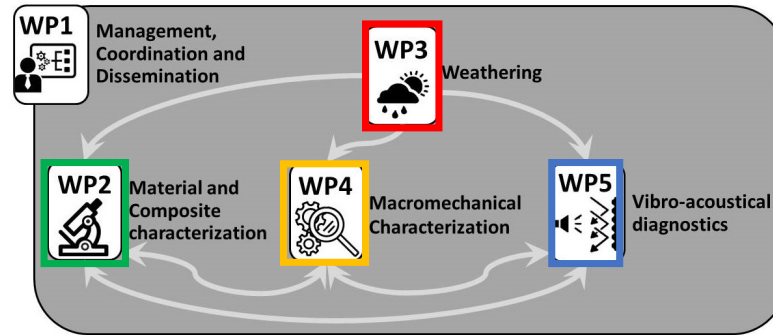 WP1
Management,
Coordination and
Dissemination
WP3
Weathering
WP2
Material and
Composite
characterization
WP4
Macromechanical
Characterization
WP5
Vibro-acoustical
diagnostics